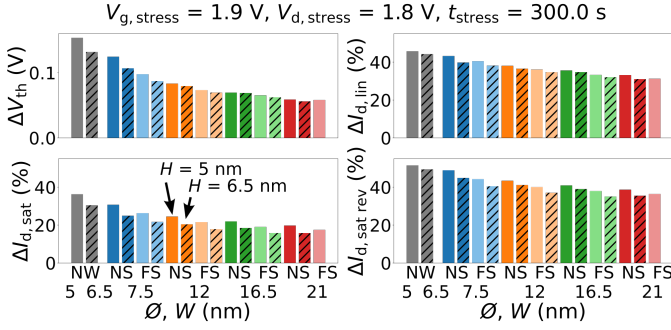 V_g, stress = 1.9 V, V_d, stress = 1.8 V, t_stress = 300.0 s
ΔV_th (V)
0.1
0.0
ΔI_d, lin (%)
40
20
0
ΔI_d, sat (%)
40
20
0
H = 5 nm
H = 6.5 nm
ΔI_d, sat rev (%)
40
20
0
NW NS FS NS FS NS FS NS FS
5 6.5 7.5 12 16.5 21
Ø, W (nm)
NW NS FS NS FS NS FS NS FS
5 6.5 7.5 12 16.5 21
Ø, W (nm)